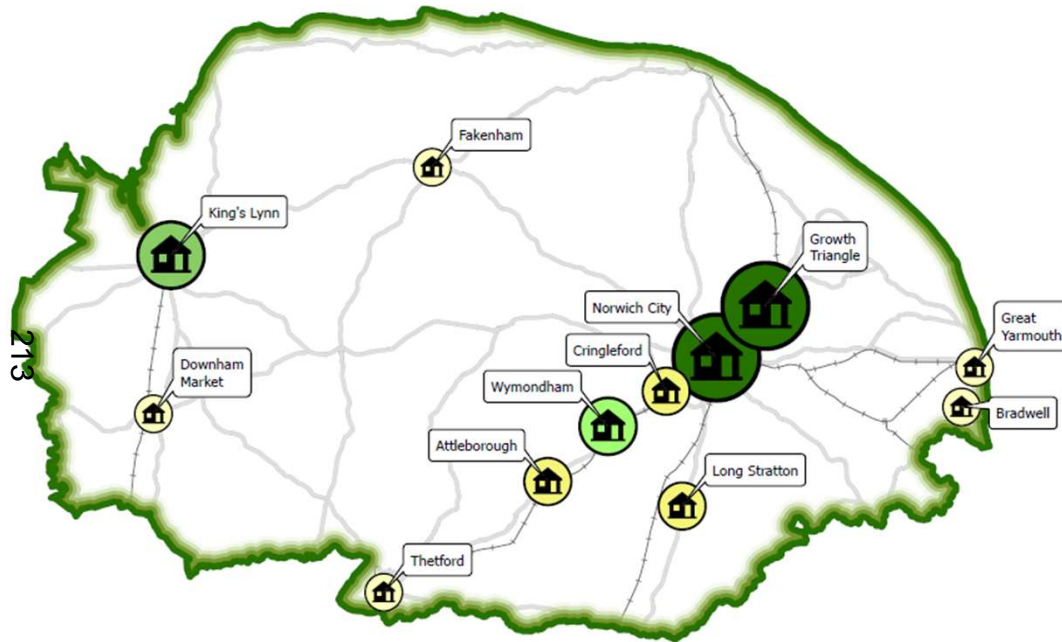 Fakenham
King's Lynn
Growth
Triangle
Norwich City
Great
Yarmouth
Cringleford
Downham
Market
Wymondham
Bradwell
Attleborough
Long Stratton
Thetford
213